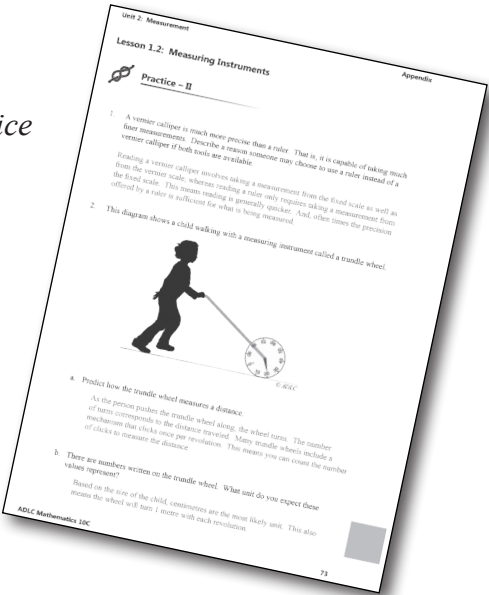 ice
Unit 2: Measurement
Appendix
Lesson 1.2: Measuring Instruments
Practice – II
1. A vernier calliper is much more precise than a ruler. That is, it is capable of taking much
finer measurements. Describe a reason someone may choose to use a ruler instead of a
vernier calliper if both tools are available.
Reading a vernier calliper involves taking a measurement from the fixed scale as well as
from the vernier scale, whereas reading a ruler only requires taking a measurement from
the fixed scale. This means reading is generally quicker. And, often times the precision
offered by a ruler is sufficient for what is being measured.
2. This diagram shows a child walking with a measuring instrument called a trundle wheel.
© ADLC
a. Predict how the trundle wheel measures a distance.
As the person pushes the trundle wheel along, the wheel turns. The number
of turns corresponds to the distance traveled. Many trundle wheels include a
mechanism that clicks once per revolution. This means you can count the number
of clicks to measure the distance.
b. There are numbers written on the trundle wheel. What unit do you expect these
values represent?
Based on the size of the child, centimetres are the most likely unit. This also
means the wheel will turn 1 metre with each revolution.
ADLC Mathematics 10C
73